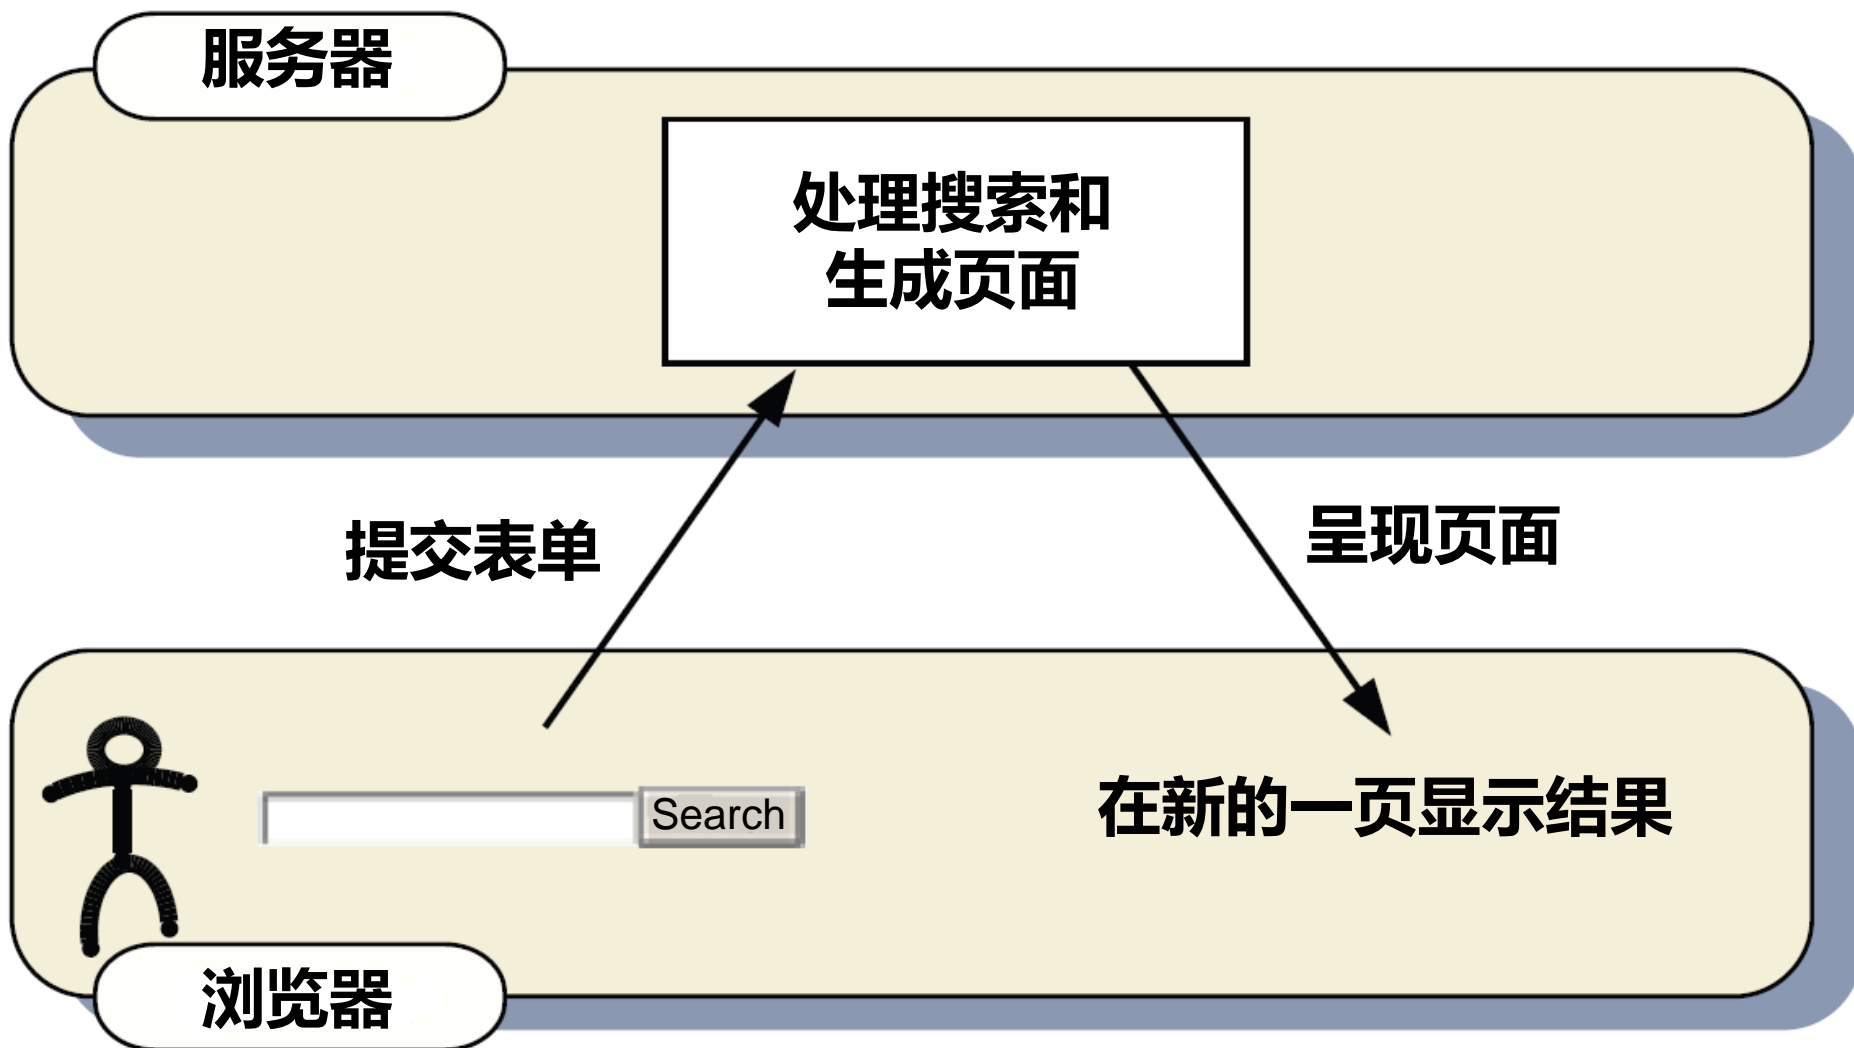 服务器
处理搜索和
生成页面
提交表单
呈现页面
Search
在新的一页显示结果
浏览器